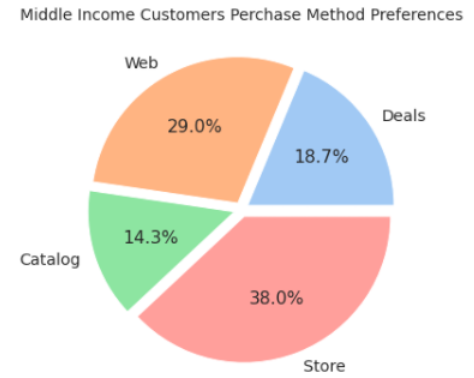 Middle Income Customers Perchase Method Preferences
Web
29.0%
Deals
18.7%
Catalog
14.3%
38.0%
Store